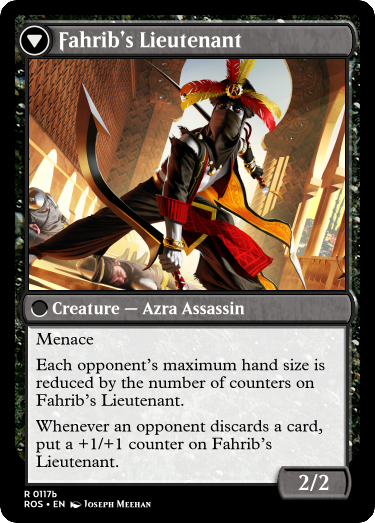 Fahrib's Lieutenant
Creature — Azra Assassin
Menace
Each opponent's maximum hand size is
reduced by the number of counters on
Fahrib's Lieutenant.
Whenever an opponent discards a card,
put a +1/+1 counter on Fahrib's
Lieutenant.
2/2
R 0117b
ROS • EN Joseph Meehan